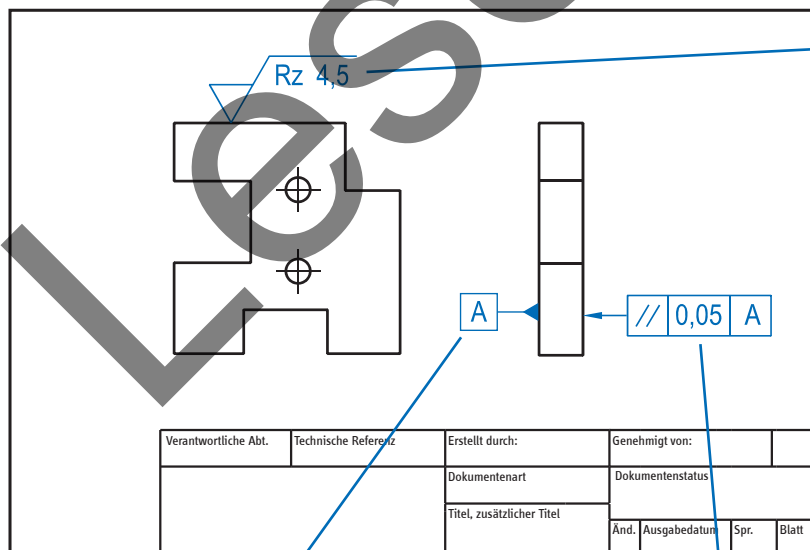 Rz 4,5
A
// 0,05 A
Verantwortliche Abt. Technische Referenz Erstellt durch: Genehmigt von:
Dokumentenart Dokumentenstatus
Titel, zusätzlicher Titel
Änd. Ausgabedatum Spr. Blatt
Les